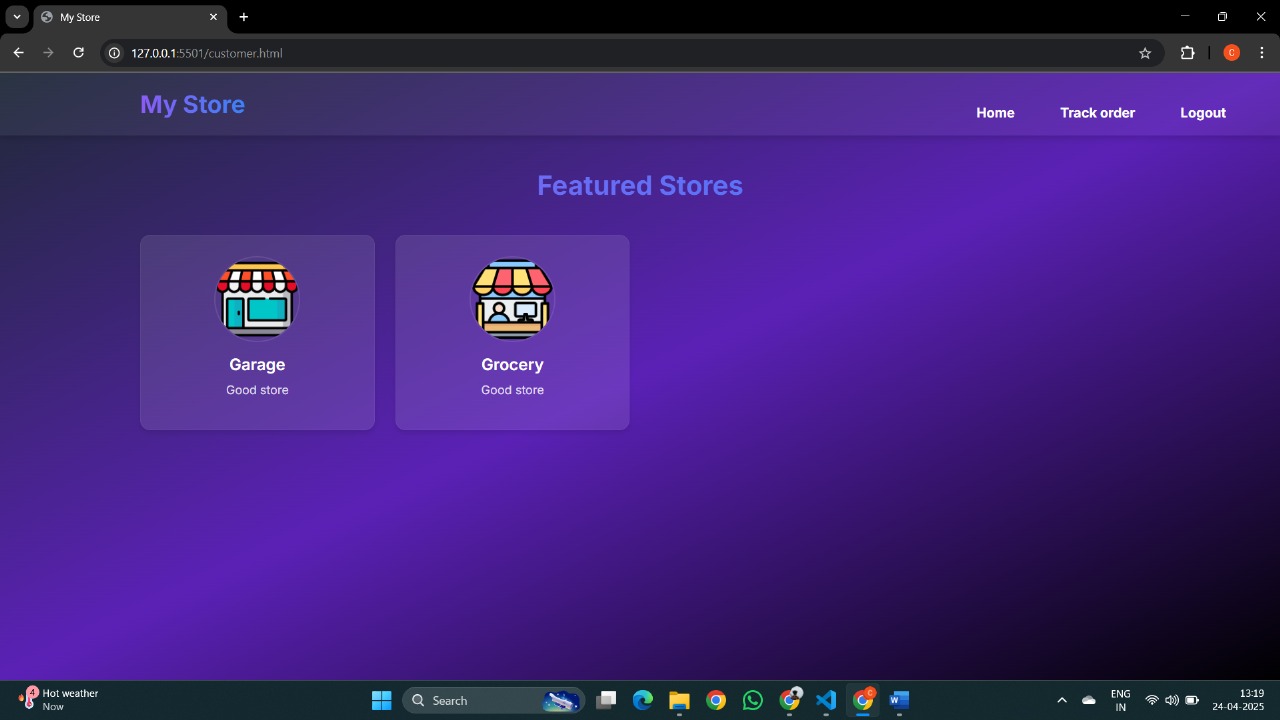 My Store
127.0.0.1:5501/customer.html
C
My Store
Home Track order Logout
Featured Stores
Garage
Good store
Grocery
Good store
4
Hot weather
Now
Search
C
W
ENG
IN
13:19
24-04-2025